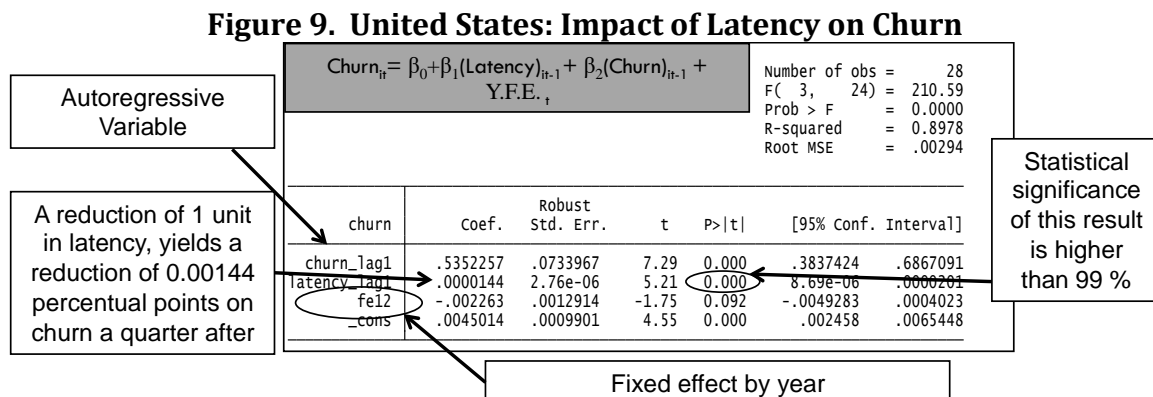 Figure 9. United States: Impact of Latency on Churn
Churnit= β0+β1(Latency)it-1+ β2(Churn)it-1 +
Y.F.E. t
Number of obs = 28
F( 3, 24) = 210.59
Prob > F = 0.0000
R-squared = 0.8978
Root MSE = .00294
Autoregressive
Variable
A reduction of 1 unit
in latency, yields a
reduction of 0.00144
percentual points on
churn a quarter after
Statistical
significance
of this result
is higher
than 99 %
Robust
churn Coef. Std. Err. t P>|t| [95% Conf. Interval]
churn_lag1 .5352257 .0733967 7.29 0.000 .3837424 .6867091
latency_lag1 .0000144 2.76e-06 5.21 0.000 8.69e-06 .0000201
fe12 -.002263 .0012914 -1.75 0.092 -.0049283 .0004023
_cons .0045014 .0009901 4.55 0.000 .002458 .0065448
Fixed effect by year